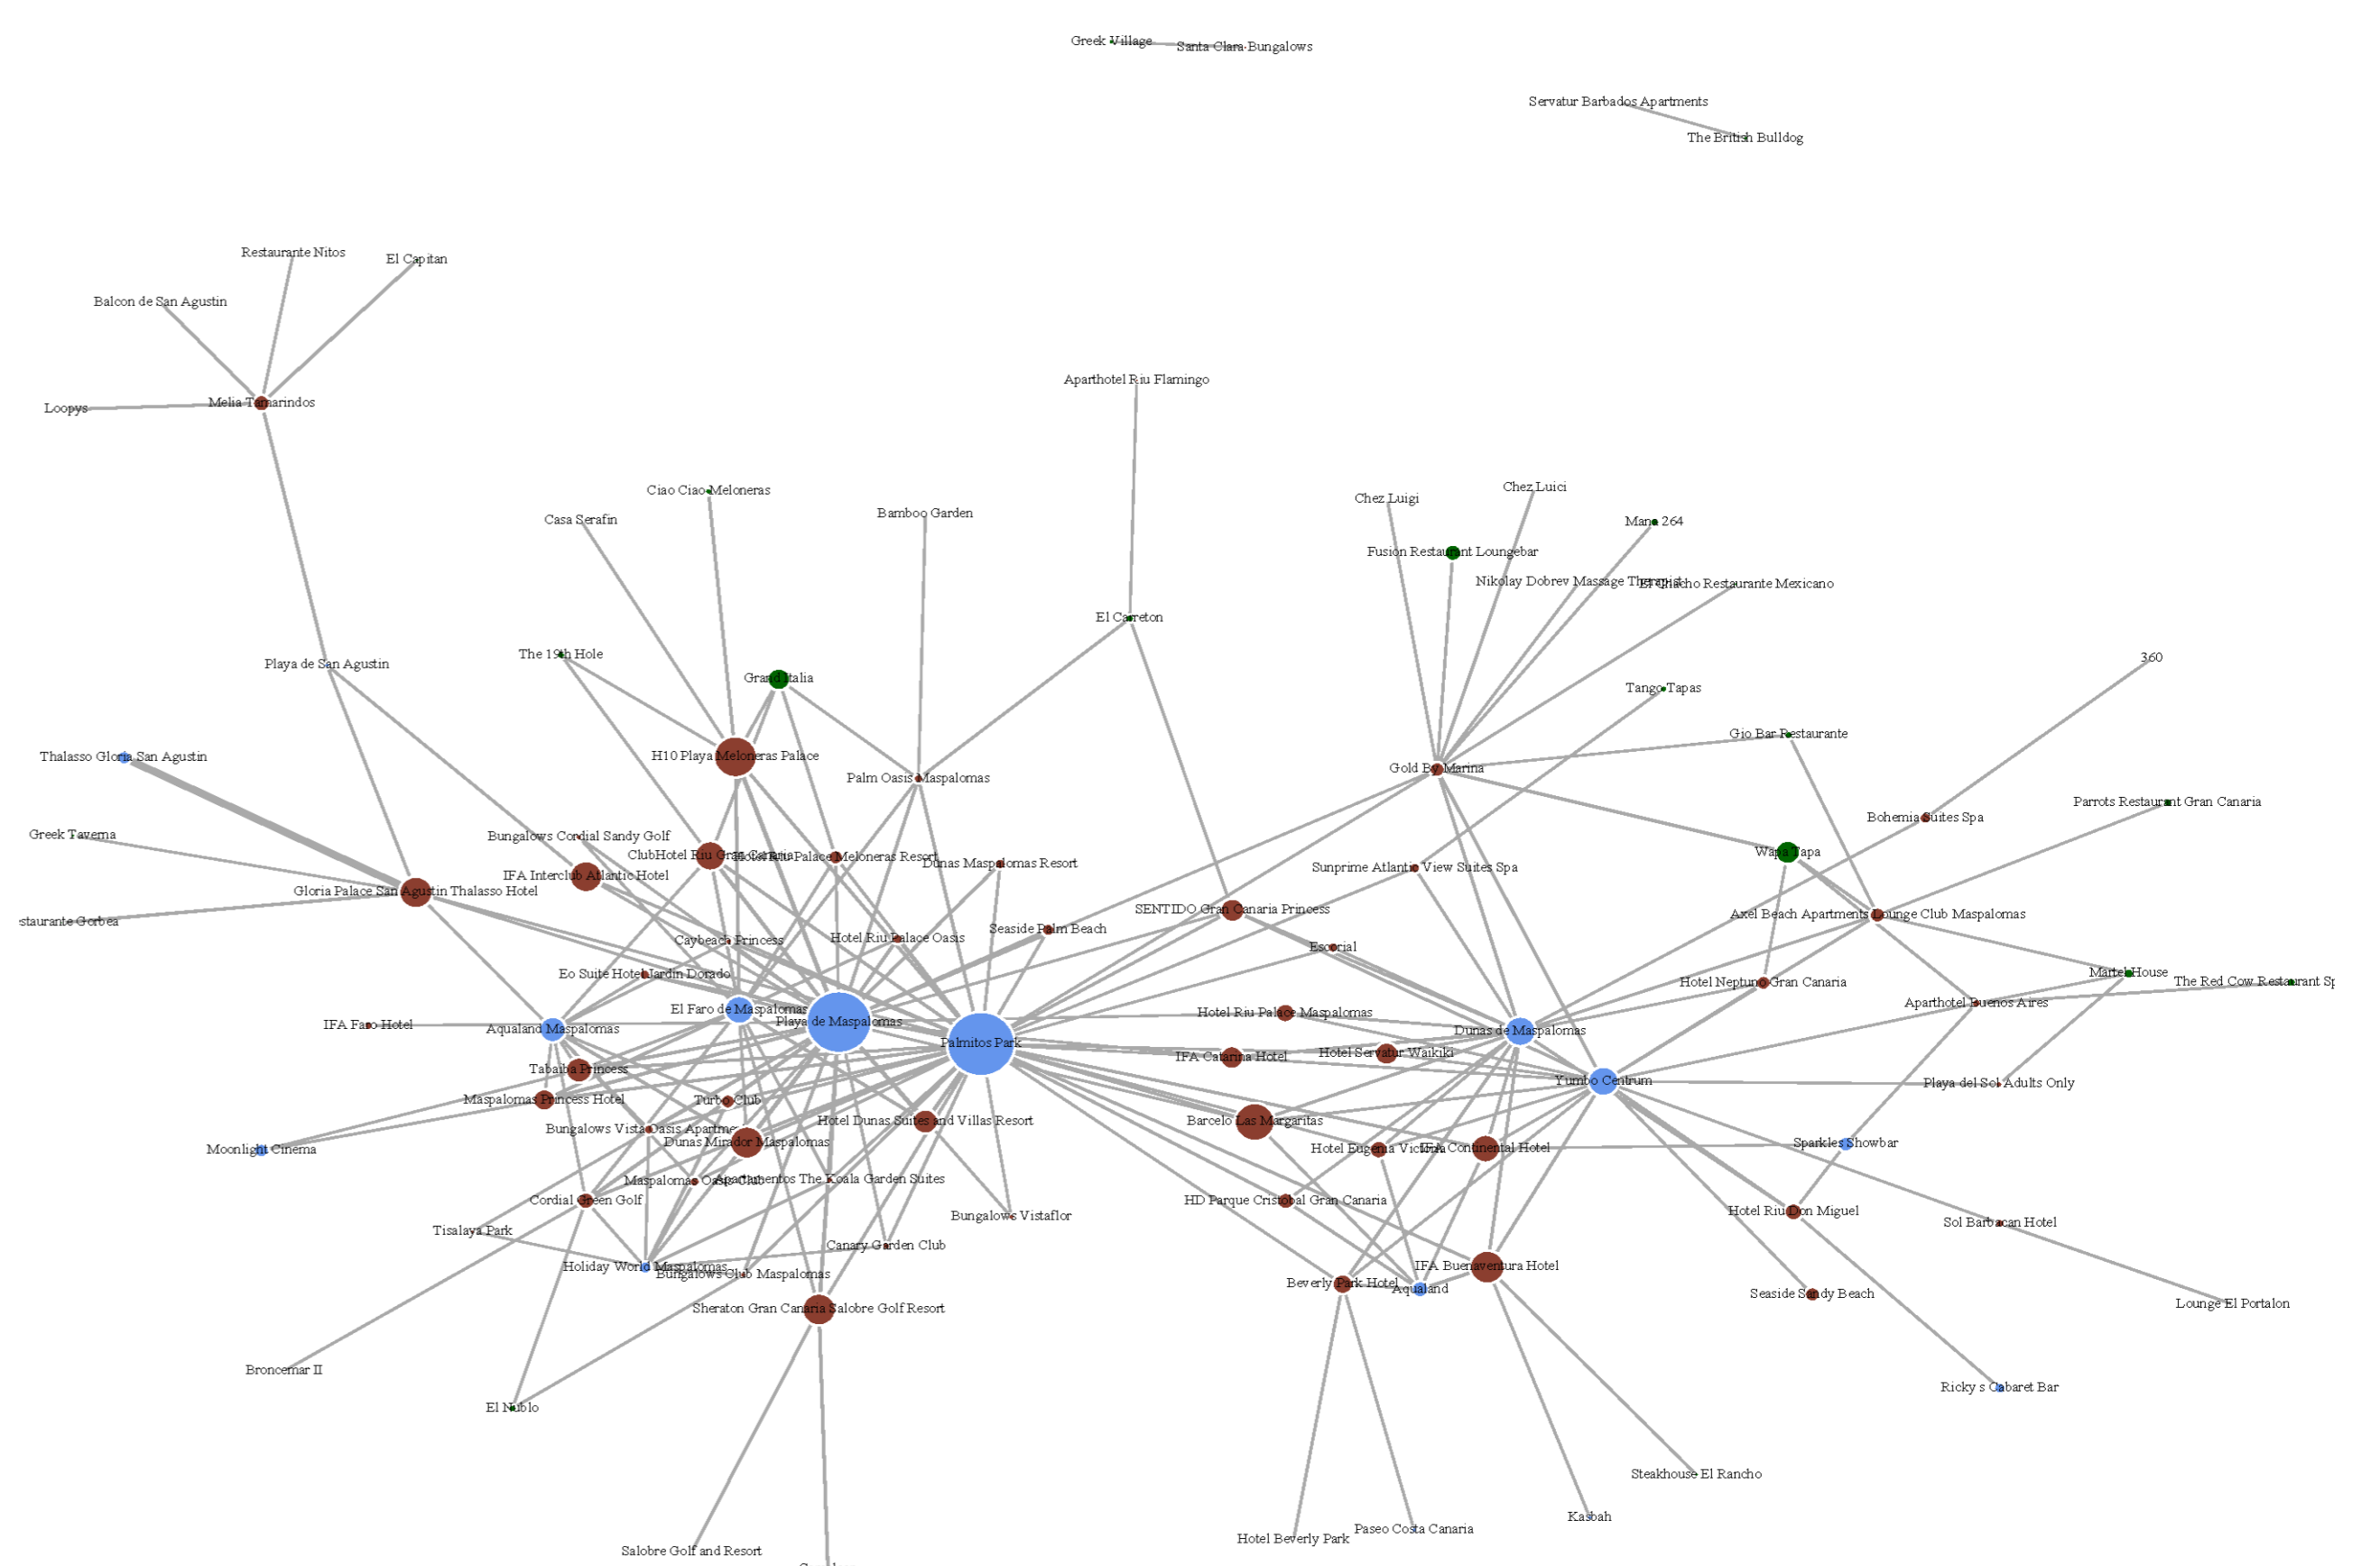 Greek Village
Santa Clara Bungalows
Servatur Barbados Apartments
The British Bulldog
Restaurante Nitos
El Capitan
Balcon de San Agustin
Aparthotel Riu Flamingo
Melia Tamarindos
Loopys
Chez Luici
Ciao Ciao Meloneras
Chez Luigi
Bamboo Garden
Casa Serafin
Mana 264
Fusion Restaurant Loungebar
Nikolay Dobrev Massage Therapist
El Chacho Restaurante Mexicano
El Carreton
The 19th Hole
360
Playa de San Agustin
Grand Italia
Tango Tapas
Gio Bar Restaurante
H10 Playa Meloneras Palace
Thalasso Gloria San Agustin
Gold By Marina
Palm Oasis Maspalomas
Parrots Restaurant Gran Canaria
Bohemia Suites Spa
Greek Taverna
Bungalows Cordial Sandy Golf
Wapa Tapa
ClubHotel Riu Gran Canaria
Hotel Riu Palace Meloneras Resort
Dunas Maspalomas Resort
Sunprime Atlantic View Suites Spa
IFA Interclub Atlantic Hotel
Gloria Palace San Agustin Thalasso Hotel
SENTIDO Gran Canaria Princess
Axel Beach Apartments Lounge Club Maspalomas
staurante Gorbea
Seaside Palm Beach
Caybeach Princess
Hotel Riu Palace Oasis
Escorial
Eo Suite Hotel Jardin Dorado
Martel House
Hotel Neptuno Gran Canaria
The Red Cow Restaurant Sp
Aparthotel Buenos Aires
El Faro de Maspalomas
Hotel Riu Palace Maspalomas
Playa de Maspalomas
IFA Faro Hotel
Aqualand Maspalomas
Dunas de Maspalomas
Palmitos Park
Hotel Servatur Waikiki
IFA Catarina Hotel
Tabaiba Princess
Yumbo Centrum
Playa del Sol Adults Only
Maspalomas Princess Hotel
Turbo Club
Hotel Dunas Suites and Villas Resort
Barcelo Las Margaritas
Bungalows Vista Oasis Apartme
Dunas Mirador Maspalomas
Sparkles Showbar
Moonlight Cinema
Hotel Eugenia Victoria
IFA Continental Hotel
Maspalomas Oasis Club
Apartamentos The Koala Garden Suites
Cordial Green Golf
HD Parque Cristobal Gran Canaria
Hotel Riu Don Miguel
Bungalows Vistaflor
Sol Barbacan Hotel
Tisalaya Park
Canary Garden Club
Holiday World Maspalomas
IFA Buenaventura Hotel
Bungalows Club Maspalomas
Beverly Park Hotel
Aqualand
Seaside Sandy Beach
Lounge El Portalon
Sheraton Gran Canaria Salobre Golf Resort
Broncemar II
Ricky s Cabaret Bar
El Nublo
Steakhouse El Rancho
Kasbah
Paseo Costa Canaria
Hotel Beverly Park
Salobre Golf and Resort